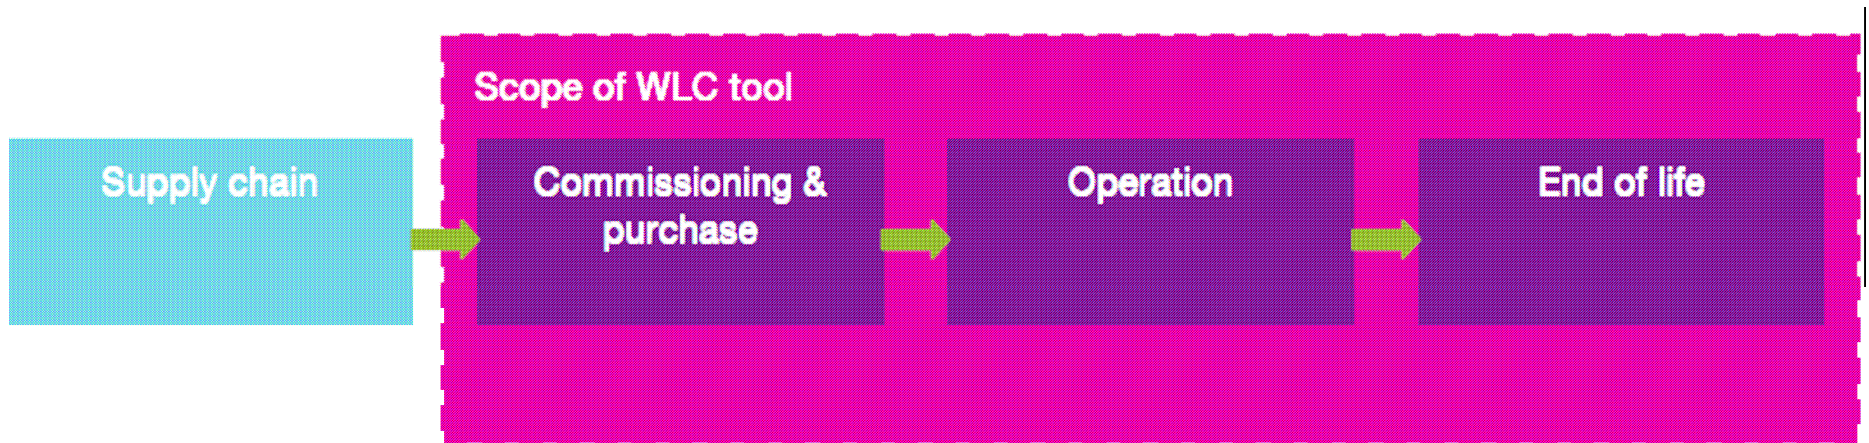 Scope of WLC tool
Supply chain
Commissioning &
purchase
Operation
End of life